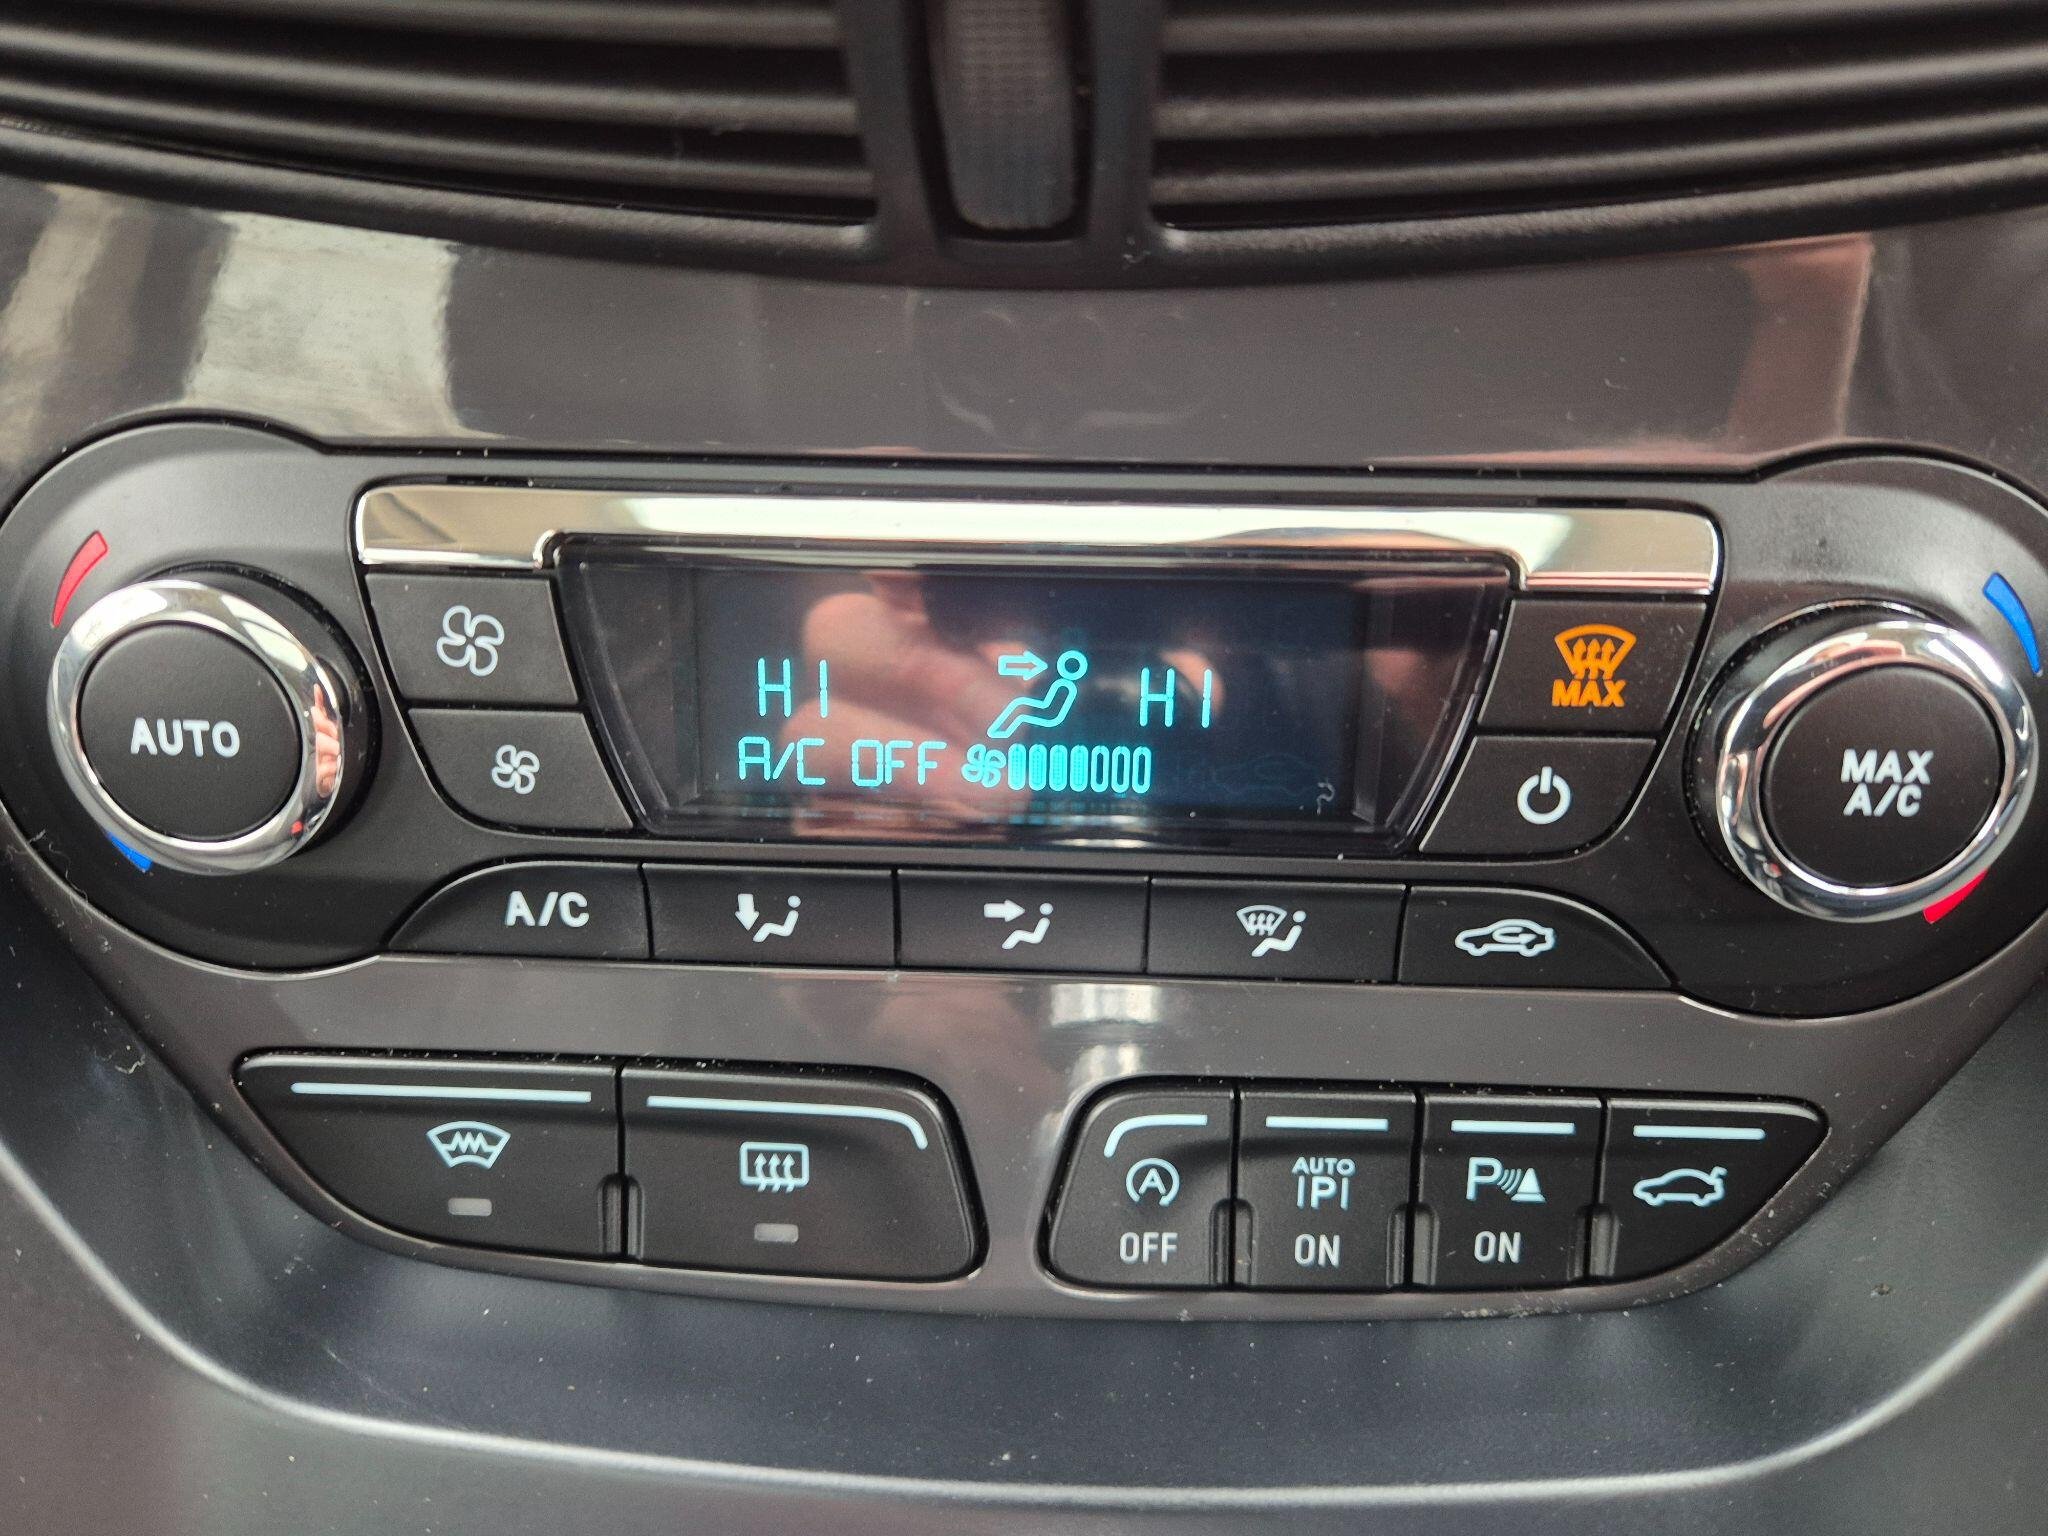 HI HI
A/C OFF
MAX
AUTO
MAX
A/C
A/C
A
OFF
AUTO
P
ON
P
ON